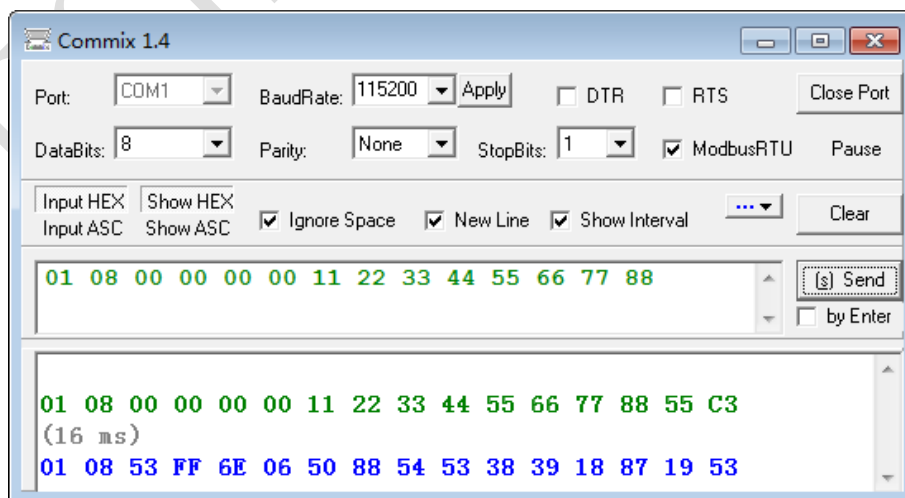 Commix 1.4
Port: COM1 BaudRate: 115200 Apply DTR RTS Close Port
DataBits: 8 Parity: None StopBits: 1 ModbusRTU Pause
Input HEX Show HEX
Input ASC Show ASC Ignore Space New Line Show Interval ... Clear
01 08 00 00 00 00 11 22 33 44 55 66 77 88 (s) Send
by Enter
01 08 00 00 00 00 11 22 33 44 55 66 77 88 55 C3
(16 ms)
01 08 53 FF 6E 06 50 88 54 53 38 39 18 87 19 53